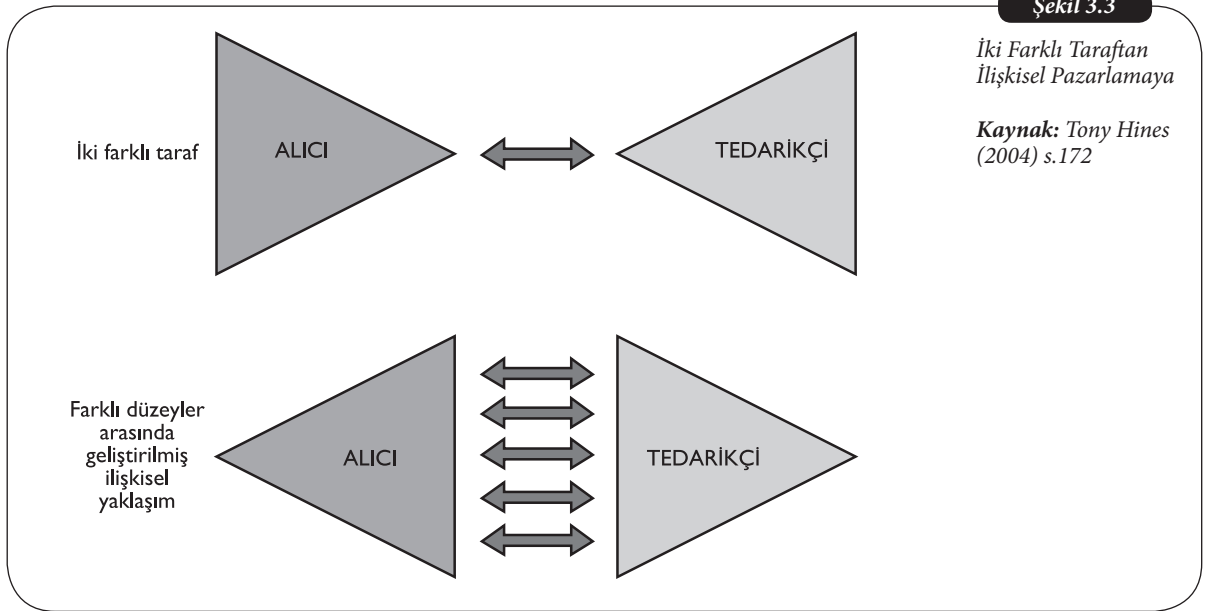 Şekil 3.3
İki Farklı Taraftan
İlişkisel Pazarlamaya
Kaynak: Tony Hines
(2004) s.172
İki farklı taraf
ALICI
TEDARİKÇİ
Farklı düzeyler
arasında
geliştirilmiş
ilişkisel
yaklaşım
ALICI
TEDARİKÇİ